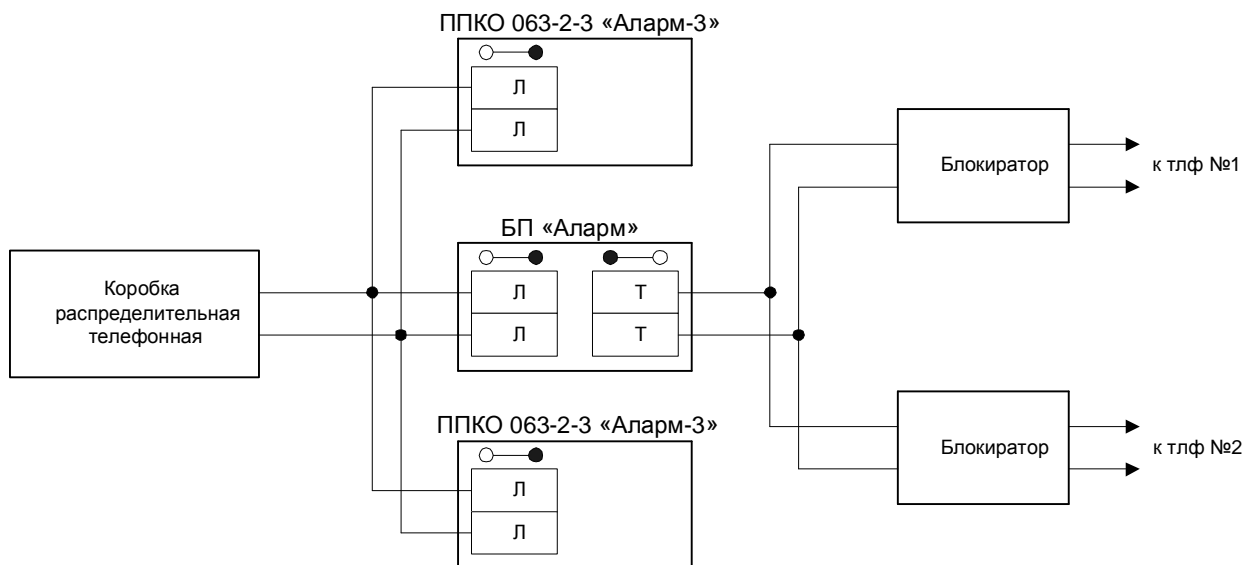 ППКО 063-2-3 «Аларм-3»
Л
Л
Блокиратор
к тлф №1
БП «Аларм»
Коробка
распределительная
телефонная
Л
Т
Л
Т
ППКО 063-2-3 «Аларм-3»
Блокиратор
к тлф №2
Л
Л